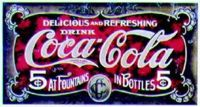 DELICIOUS AND REFRESHING
DRINK
Coca-Cola
5 AT FOUNTAINS IN BOTTLES 5